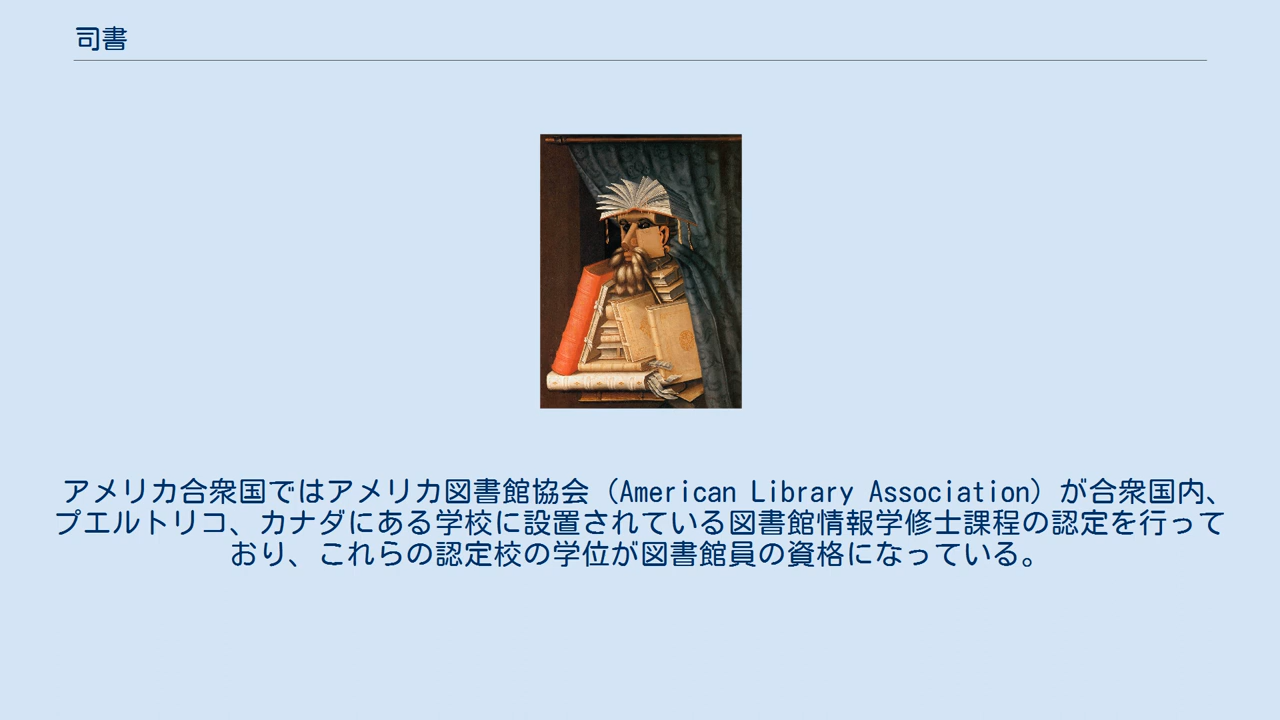 司書
アメリカ合衆国ではアメリカ図書館協会（American Library Association）が合衆国内、
プエルトリコ、カナダにある学校に設置されている図書館情報学修士課程の認定を行って
おり、これらの認定校の学位が図書館員の資格になっている。